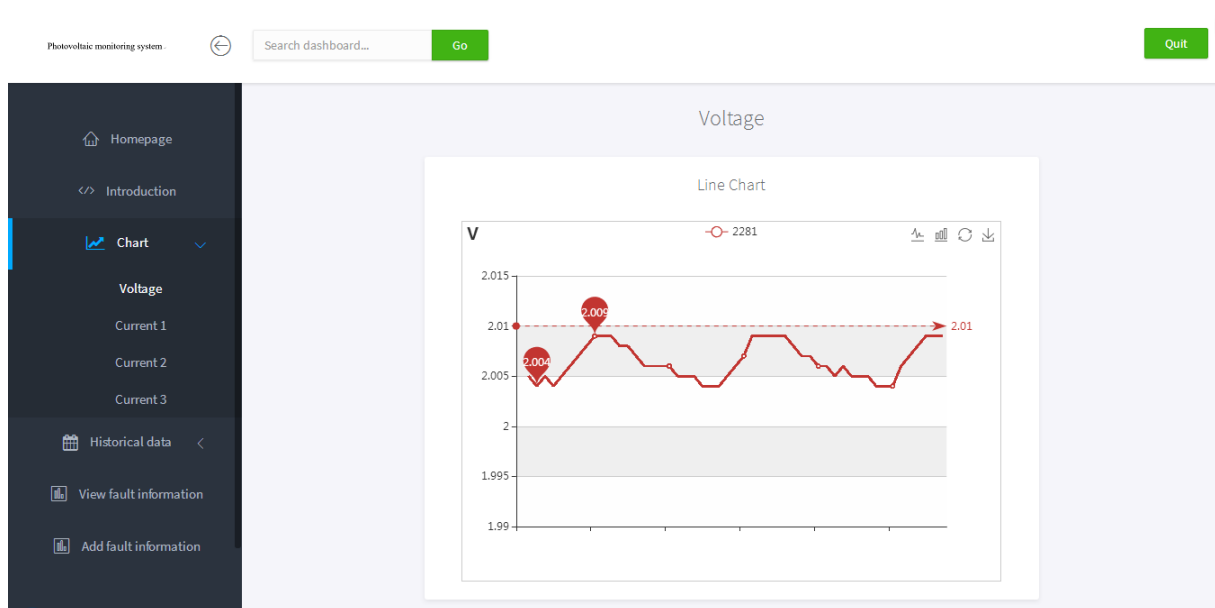 Photovoltaic monitoring system
Search dashboard...
Go
Quit
Homepage
</> Introduction
Chart
Voltage
Current 1
Current 2
Current 3
Historical data
View fault information
Add fault information
Voltage
Line Chart
V
2281
2.015
2.01
2.005
2
1.995
1.99
2.009
2.004
2.01